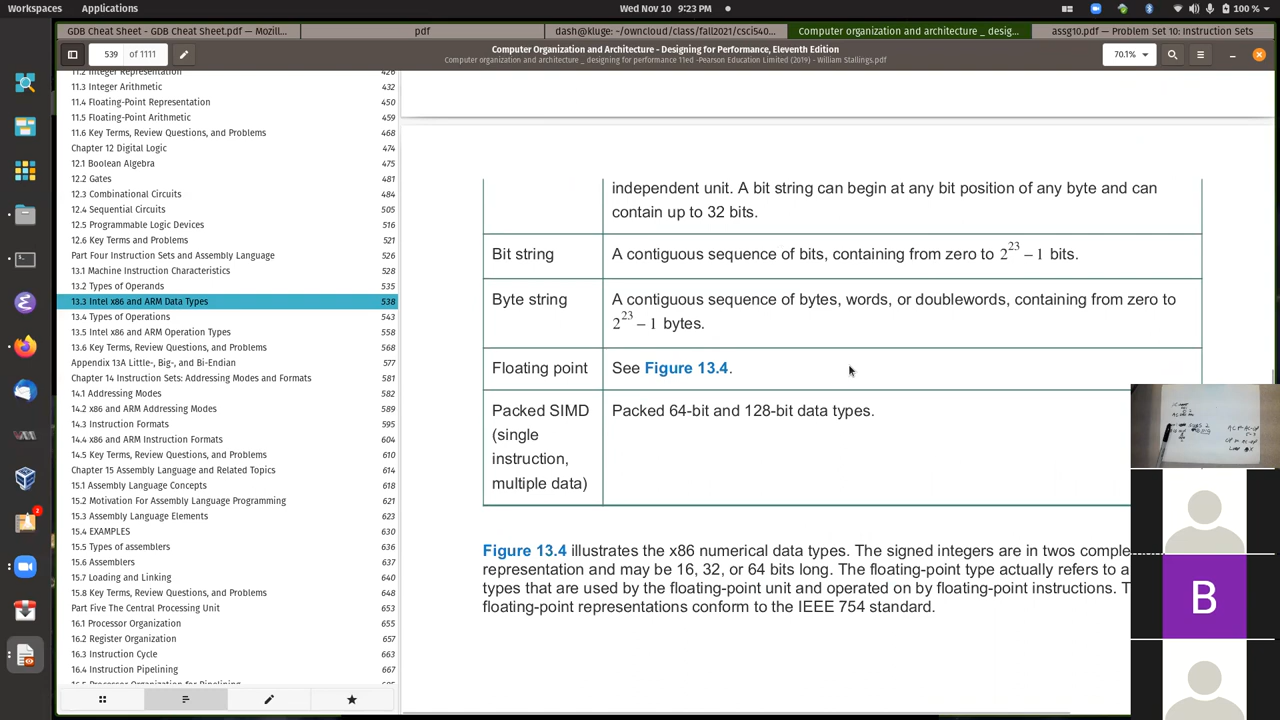 Workspaces Applications
Wed Nov 10 9:23 PM
100 %
GDB Cheat Sheet - GDB Cheat Sheet.pdf — Mozill...
pdf
dash@kluge: ~/owncloud/class/fall2021/csci540...
Computer organization and architecture _ desig...
assg10.pdf — Problem Set 10: Instruction Sets
539 of 1111
Computer Organization and Architecture - Designing for Performance, Eleventh Edition
Computer organization and architecture _ designing for performance 11ed -Pearson Education Limited (2019) - William Stallings.pdf
70.1%
11.2 Integer Representation 426
11.3 Integer Arithmetic 432
11.4 Floating-Point Representation 450
11.5 Floating-Point Arithmetic 459
11.6 Key Terms, Review Questions, and Problems 468
Chapter 12 Digital Logic 474
12.1 Boolean Algebra 475
12.2 Gates 481
12.3 Combinational Circuits 484
12.4 Sequential Circuits 505
12.5 Programmable Logic Devices 516
12.6 Key Terms and Problems 521
Part Four Instruction Sets and Assembly Language 526
13.1 Machine Instruction Characteristics 528
13.2 Types of Operands 535
13.3 Intel x86 and ARM Data Types 538
13.4 Types of Operations 543
13.5 Intel x86 and ARM Operation Types 558
13.6 Key Terms, Review Questions, and Problems 568
Appendix 13A Little-, Big-, and Bi-Endian 577
Chapter 14 Instruction Sets: Addressing Modes and Formats 581
14.1 Addressing Modes 582
14.2 x86 and ARM Addressing Modes 589
14.3 Instruction Formats 595
14.4 x86 and ARM Instruction Formats 604
14.5 Key Terms, Review Questions, and Problems 610
Chapter 15 Assembly Language and Related Topics 614
15.1 Assembly Language Concepts 618
15.2 Motivation For Assembly Language Programming 621
15.3 Assembly Language Elements 623
15.4 EXAMPLES 630
15.5 Types of assemblers 636
15.6 Assemblers 637
15.7 Loading and Linking 640
15.8 Key Terms, Review Questions, and Problems 648
Part Five The Central Processing Unit 653
16.1 Processor Organization 655
16.2 Register Organization 657
16.3 Instruction Cycle 663
16.4 Instruction Pipelining 667
independent unit. A bit string can begin at any bit position of any byte and can
contain up to 32 bits.
Bit string A contiguous sequence of bits, containing from zero to 2^23 – 1 bits.
Byte string A contiguous sequence of bytes, words, or doublewords, containing from zero to
2^23 – 1 bytes.
Floating point See Figure 13.4.
Packed SIMD Packed 64-bit and 128-bit data types.
(single
instruction,
multiple data)
Figure 13.4 illustrates the x86 numerical data types. The signed integers are in twos
representation and may be 16, 32, or 64 bits long. The floating-point type actually refers to a
types that are used by the floating-point unit and operated on by floating-point instructions.
floating-point representations conform to the IEEE 754 standard.
B
2